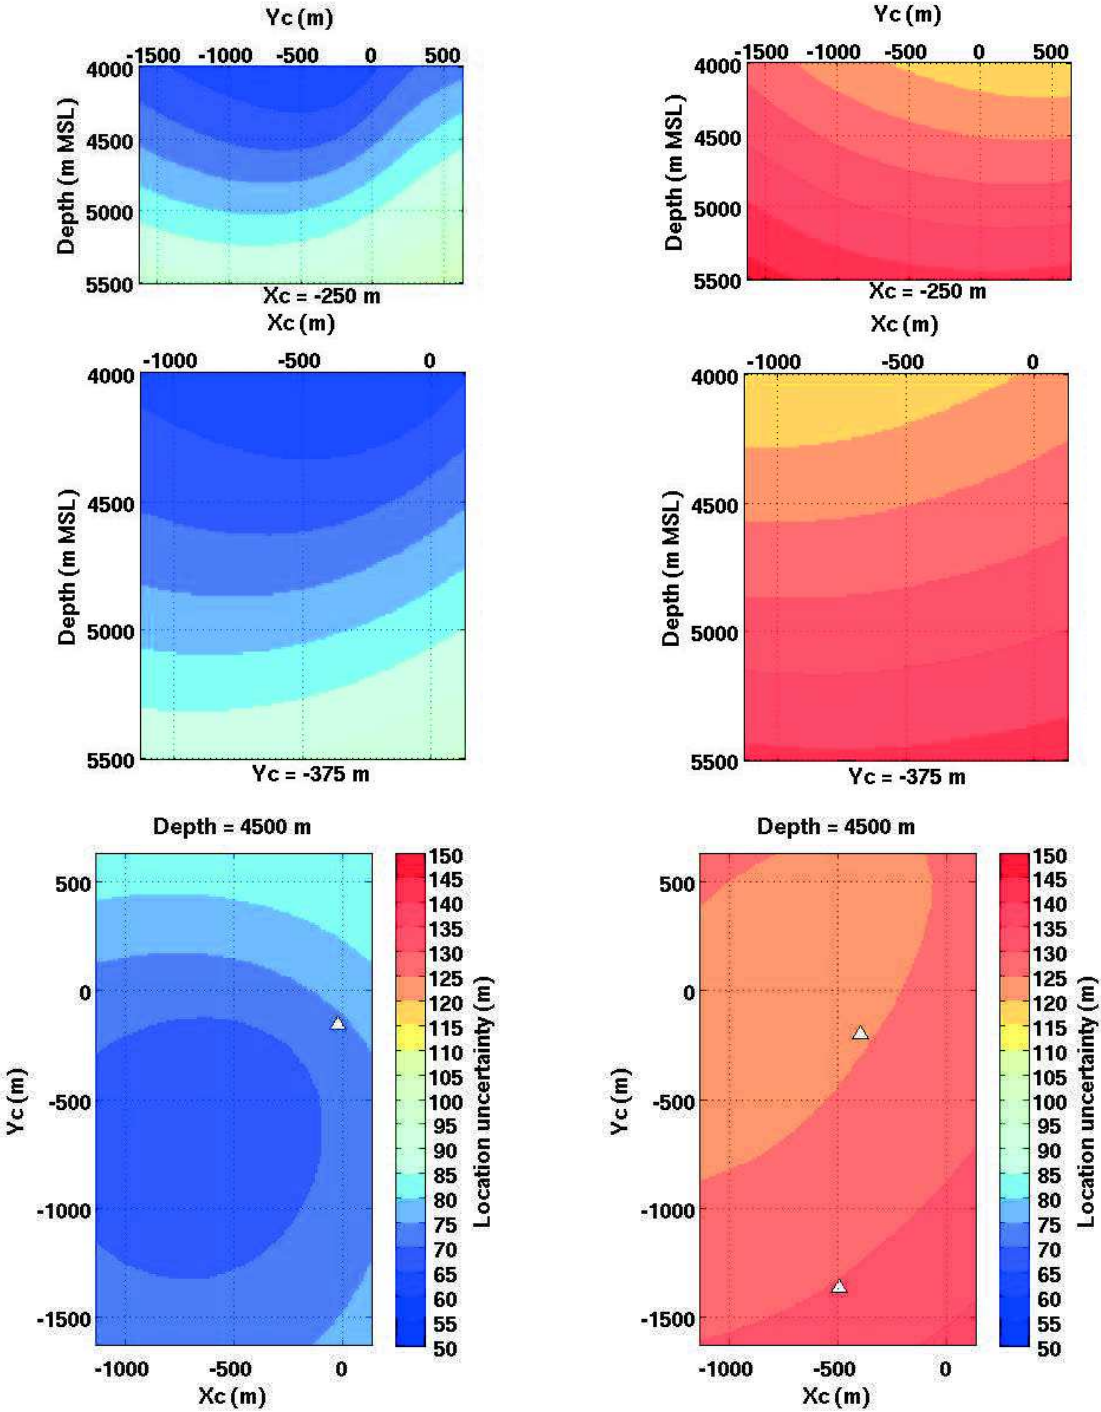 Yc (m)
-1500 -1000 -500 0 500
4000
4500
5000
5500
Depth (m MSL)
Xc = -250 m
Yc (m)
-1500 -1000 -500 0 500
4000
4500
5000
5500
Depth (m MSL)
Xc = -250 m
Xc (m)
-1000 -500 0
4000
4500
5000
5500
Depth (m MSL)
Yc = -375 m
Xc (m)
-1000 -500 0
4000
4500
5000
5500
Depth (m MSL)
Yc = -375 m
Depth = 4500 m
500
0
-500
-1000
-1500
Yc (m)
-1000 -500 0
Xc (m)
150
145
140
135
130
125
120
115
110
105
100
95
90
85
80
75
70
65
60
55
50
Location uncertainty (m)
Depth = 4500 m
500
0
-500
-1000
-1500
Yc (m)
-1000 -500 0
Xc (m)
150
145
140
135
130
125
120
115
110
105
100
95
90
85
80
75
70
65
60
55
50
Location uncertainty (m)